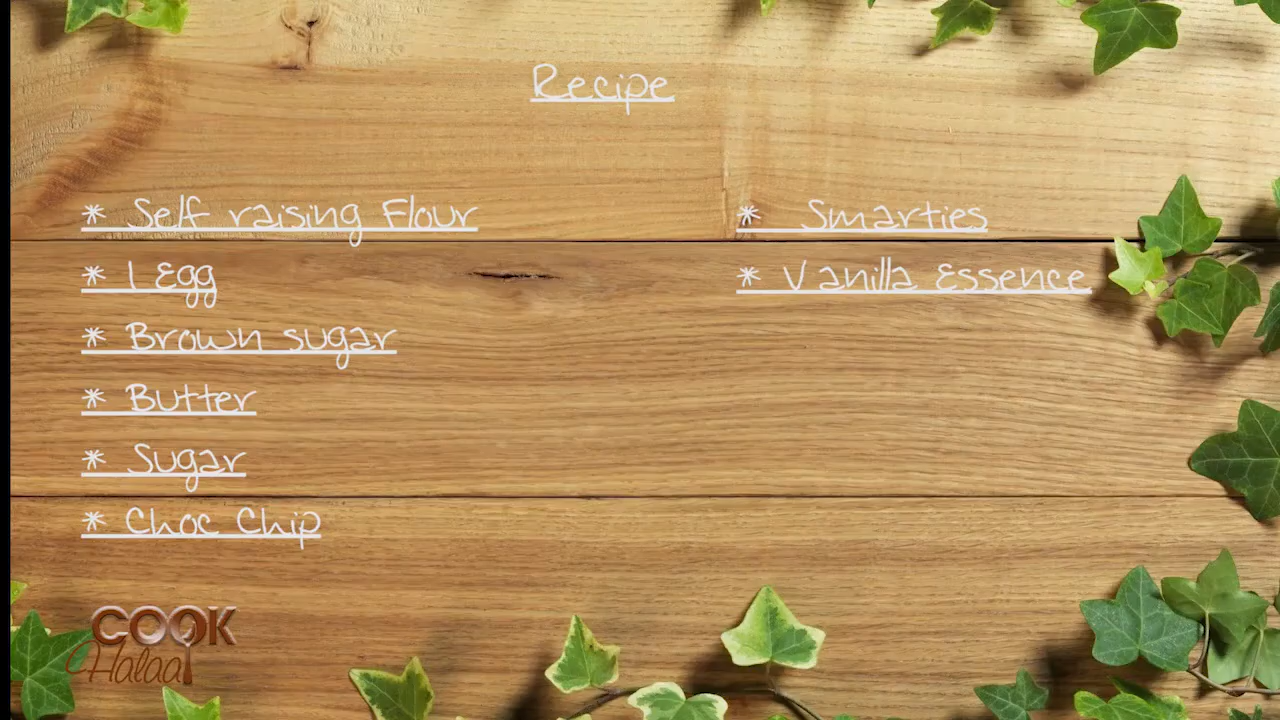 Recipe
* Self raising Flour
* 1 Egg
* Brown sugar
* Butter
* Sugar
* Choc Chip
* Smarties
* Vanilla Essence
COOK
Halaal